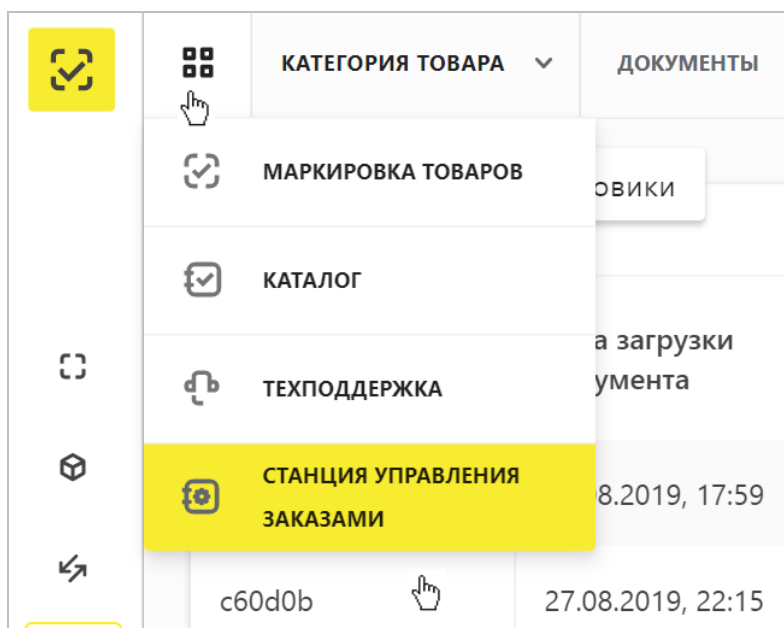 КАТЕГОРИЯ ТОВАРА
ДОКУМЕНТЫ
МАРКИРОВКА ТОВАРОВ
овики
КАТАЛОГ
а загрузки
умента
ТЕХПОДДЕРЖКА
СТАНЦИЯ УПРАВЛЕНИЯ
ЗАКАЗАМИ
08.2019, 17:59
c60d0b
27.08.2019, 22:15